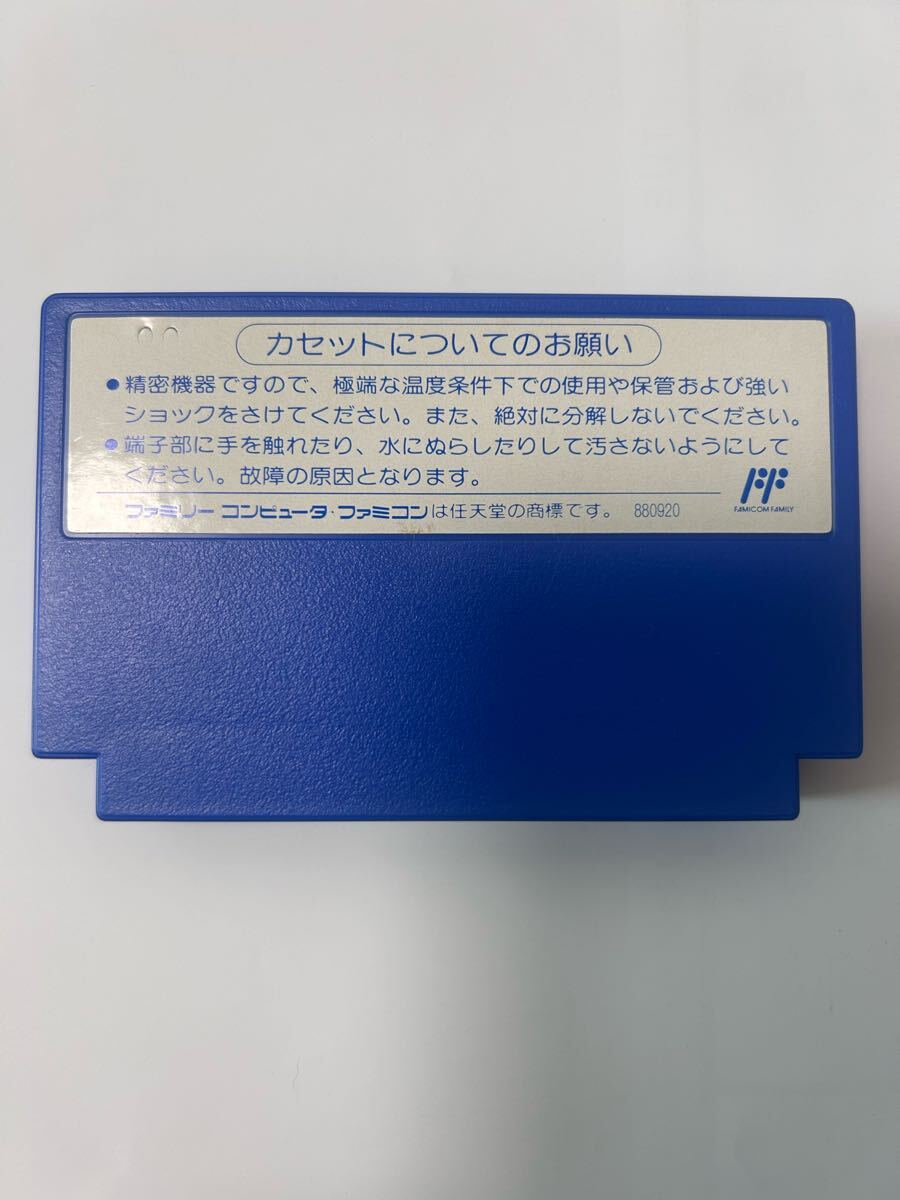 カセットについてのお願い
●精密機器ですので、極端な温度条件下での使用や保管および強い
ショックをさけてください。また、絶対に分解しないでください。
●端子部に手を触れたり、水にぬらしたりして汚さないようにして
ください。故障の原因となります。
ファミリー コンピュータ・ファミコンは任天堂の商標です。 880920
FAMICOM FAMILY